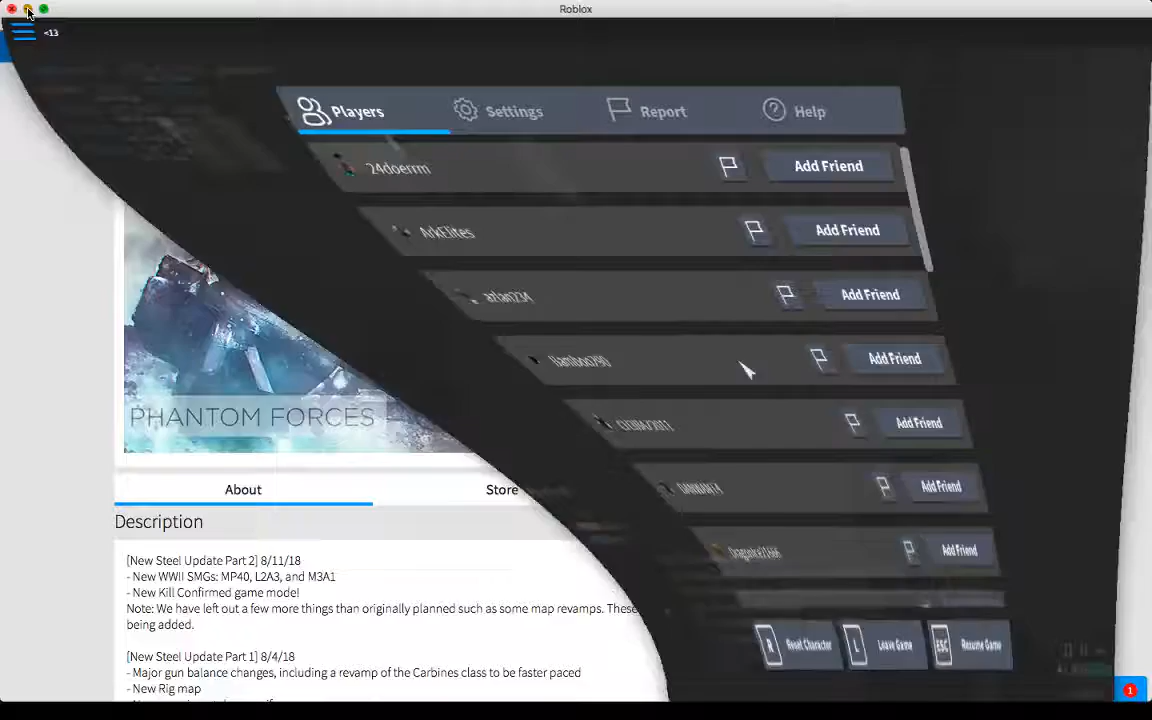 Roblox
<13
Players
Settings
Report
Help
24doerrm
Add Friend
ArkElites
Add Friend
Add Friend
Add Friend
Add Friend
Add Friend
Add Friend
PHANTOM FORCES
About
Store
Description
[New Steel Update Part 2] 8/11/18
- New WWII SMGs: MP40, L2A3, and M3A1
- New Kill Confirmed game mode!
Note: We have left out a few more things than originally planned such as some map revamps. These
being added.
[New Steel Update Part 1] 8/4/18
- Major gun balance changes, including a revamp of the Carbines class to be faster paced
- New Rig map
R Reset Character
L Leave Game
ESC Resume Game
1